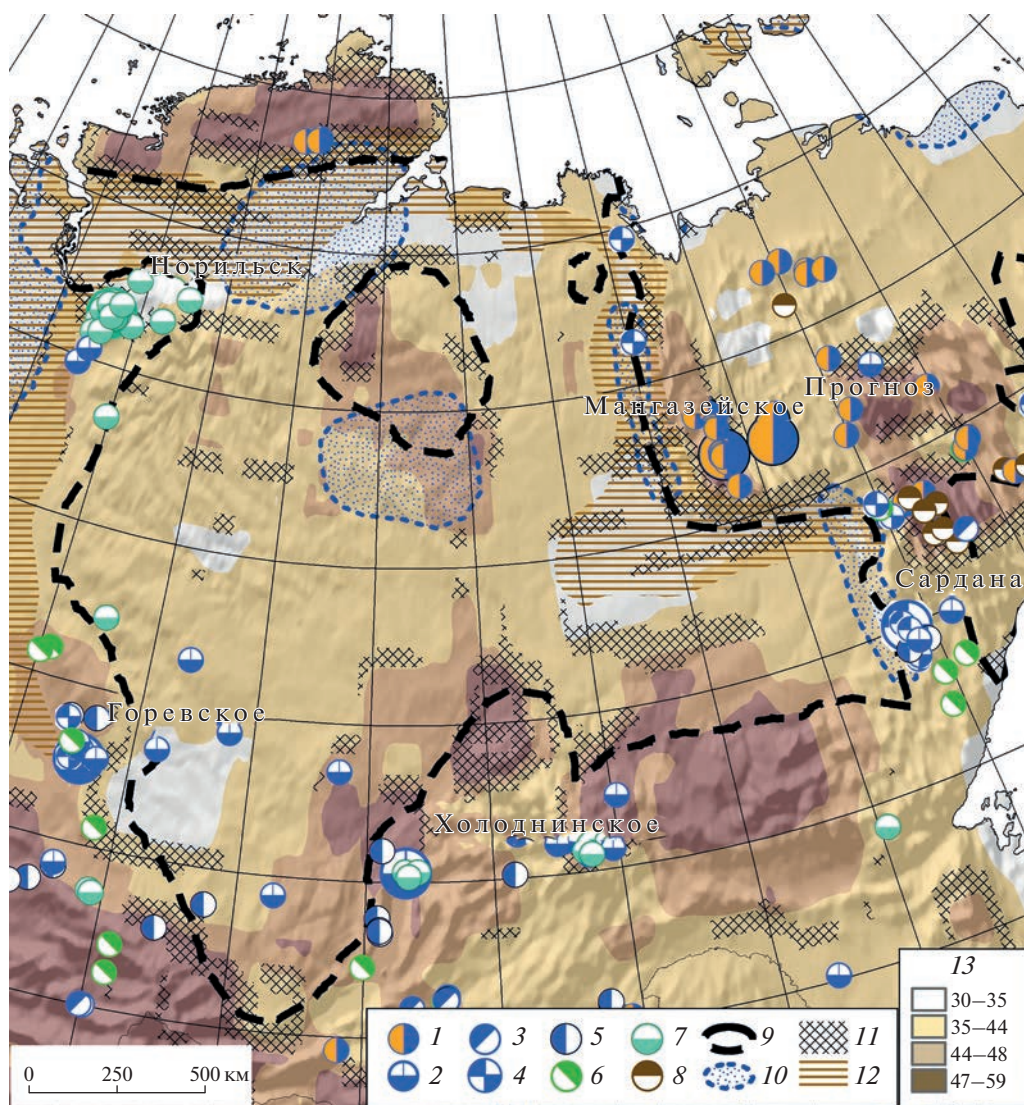 Норильск
Мангазейское
Прогноз
Сардана
Горевское
Холоднинское
0 250 500 км
1 3 5 7 9 11
2 4 6 8 10 12
13
30–35
35–44
44–48
47–59